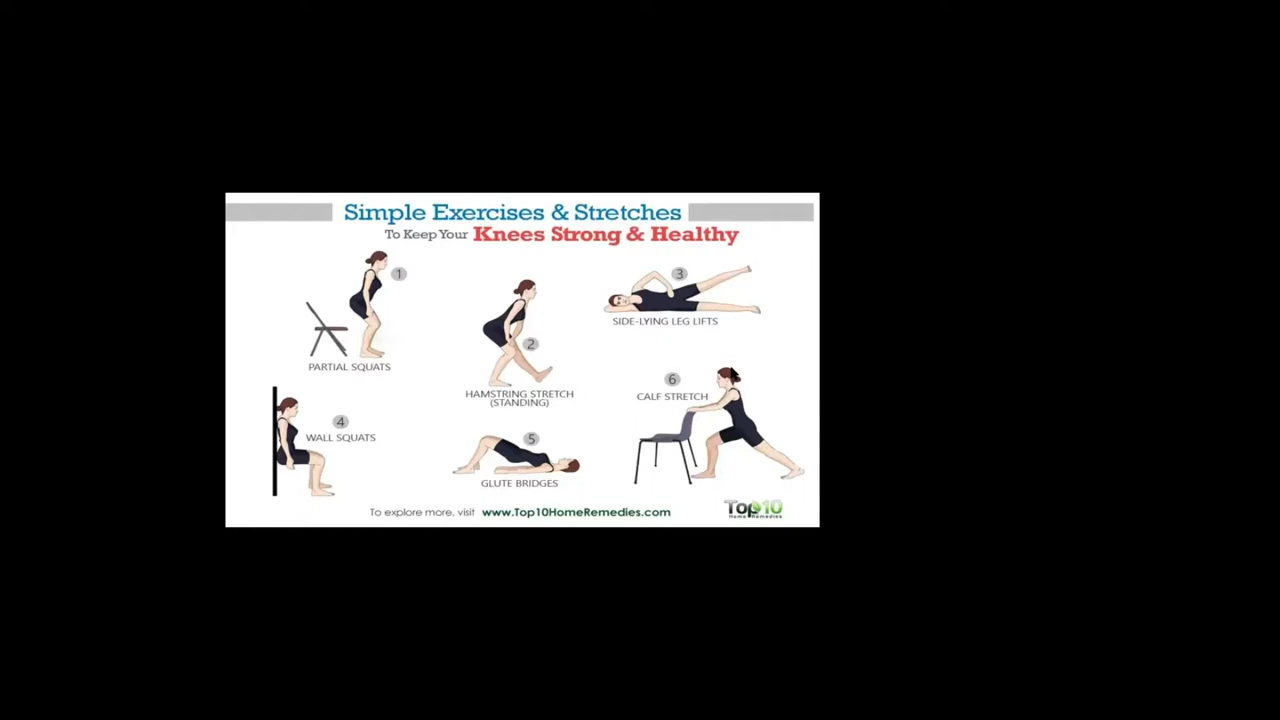 Simple Exercises & Stretches
To Keep Your Knees Strong & Healthy
1
PARTIAL SQUATS
2
HAMSTRING STRETCH
(STANDING)
3
SIDE-LYING LEG LIFTS
4
WALL SQUATS
5
GLUTE BRIDGES
6
CALF STRETCH
To explore more, visit www.Top10HomeRemedies.com
Top10
Home Remedies